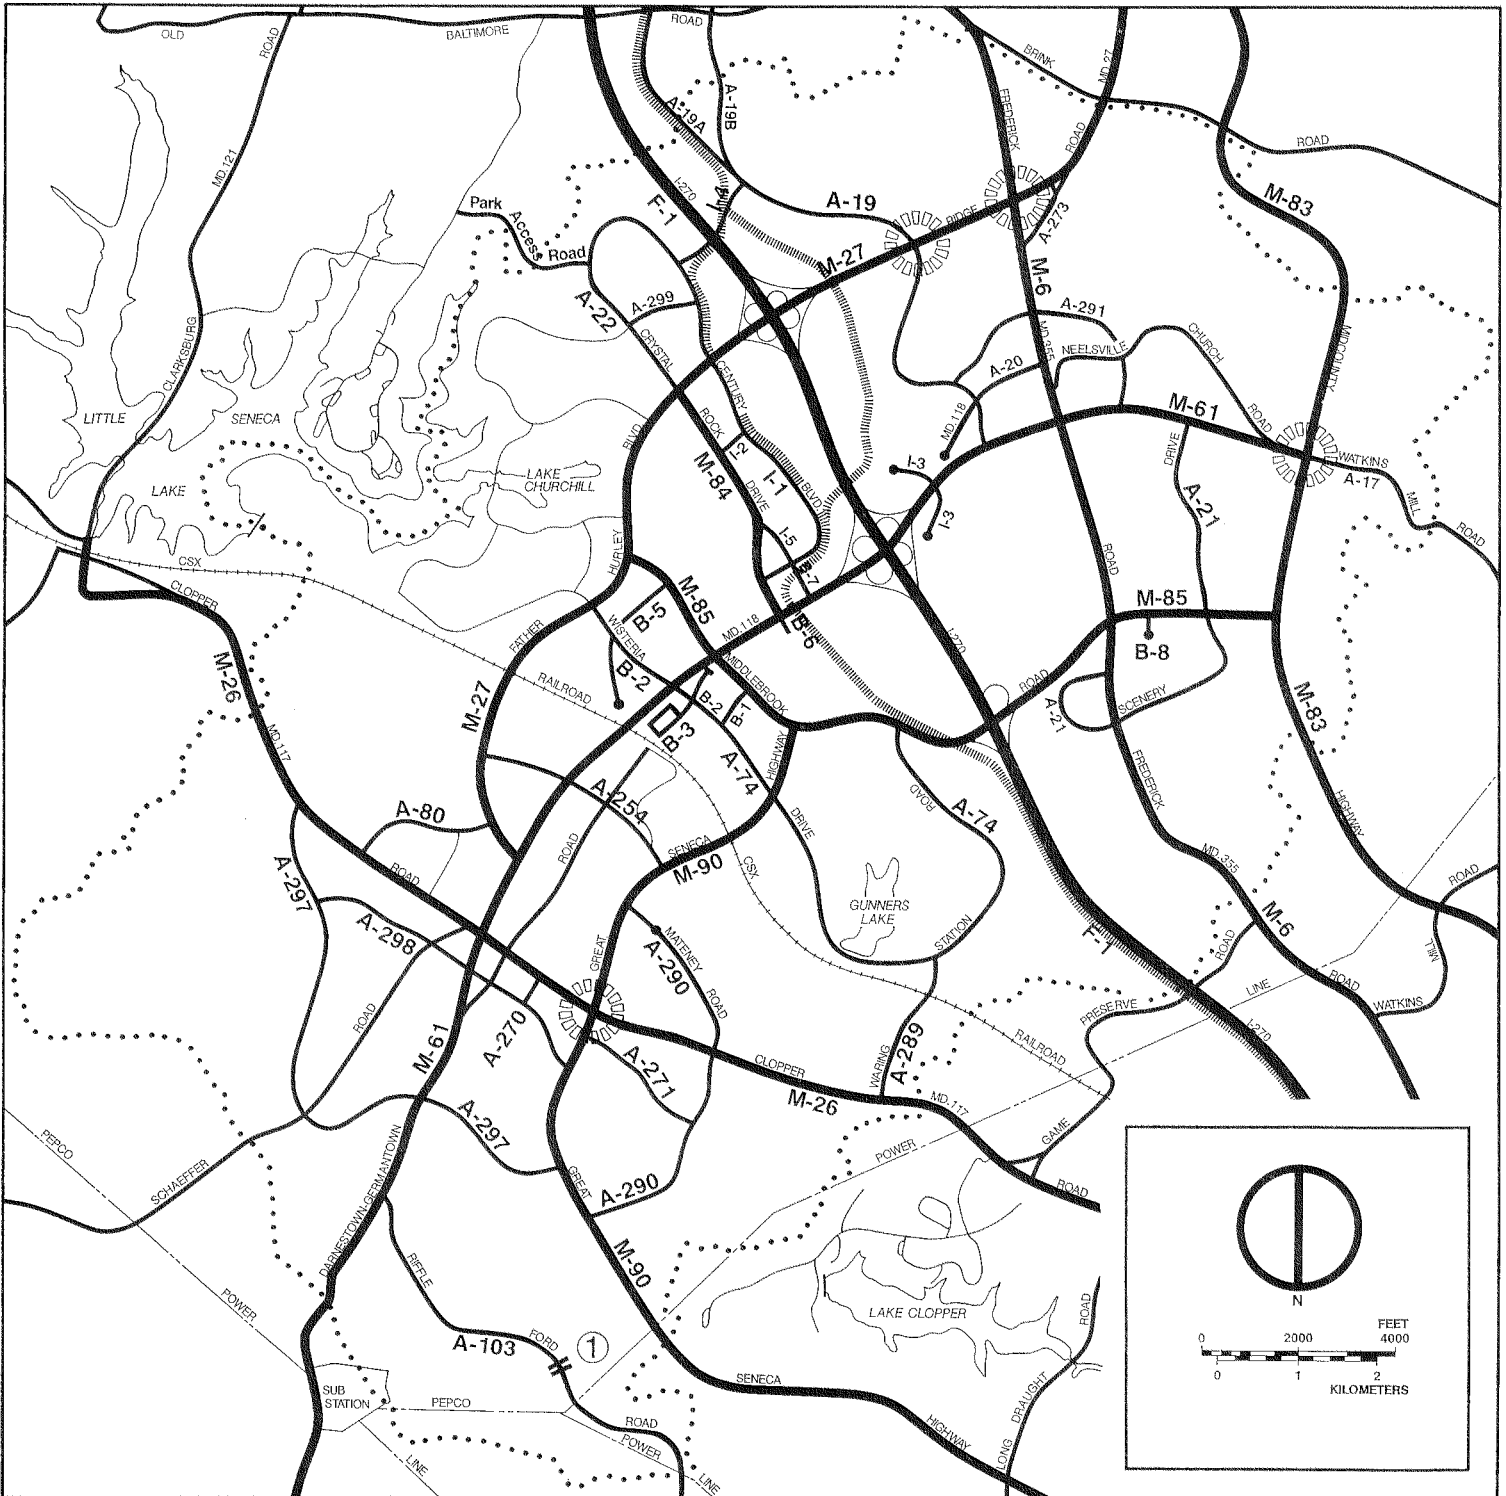 OLD
ROAD
BALTIMORE
ROAD
BRINK
MD.27
FREDERICK
ROAD
ROAD
A-19A
A-19B
MD.121
I-270
F-1
A-19
RIDGE
A-273
M-83
Park
Access
Road
M-27
M-6
A-22
A-299
CRYSTAL
A-291
MD.355
NEELSVILLE
CHURCH
ROAD
MIDCOUNTY
CLARKSBURG
CENTURY
A-20
MD.118
M-61
LITTLE
SENECA
LAKE
BLVD.
ROCK
I-2
M-84
DRIVE
I-1
BLVD.
I-3
I-3
DRIVE
WATKINS
A-17
MILL
ROAD
LAKE
CHURCHILL
A-21
HURLEY
I-5
I-7
CSX
CLOPPER
M-85
B-5
MD.118
B-6
I-270
ROAD
M-85
B-8
FATHER
WISTERIA
B-2
MIDDLEBROOK
M-26
RAILROAD
M-27
B-2
B-1
B-3
ROAD
A-21
SCENERY
M-83
MD.117
A-74
HIGHWAY
A-254
A-80
DRIVE
ROAD
A-74
FREDERICK
HIGHWAY
ROAD
SENECA
M-90
CSX
MD.355
A-297
ROAD
GUNNERS
LAKE
ROAD
M-6
A-298
GREAT
MATENEY
A-290
ROAD
STATION
F-1
ROAD
MILL
ROAD
LINE
PRESERVE
ROAD
WATKINS
M-61
A-270
A-271
CLOPPER
M-26
WARING
A-289
RAILROAD
I-270
MD.117
PEPCO
A-297
GAME
POWER
SCHAEFFER
DARNESTOWN-GERMANTOWN
GREAT
A-290
ROAD
RIFFLE
M-90
POWER
LAKE CLOPPER
ROAD
N
A-103
FORD
1
FEET
0 2000 4000
0 1 2
KILOMETERS
SUB
STATION
PEPCO
SENECA
DRAUGHT
ROAD
HIGHWAY
POWER
LINE
LINE
LONG